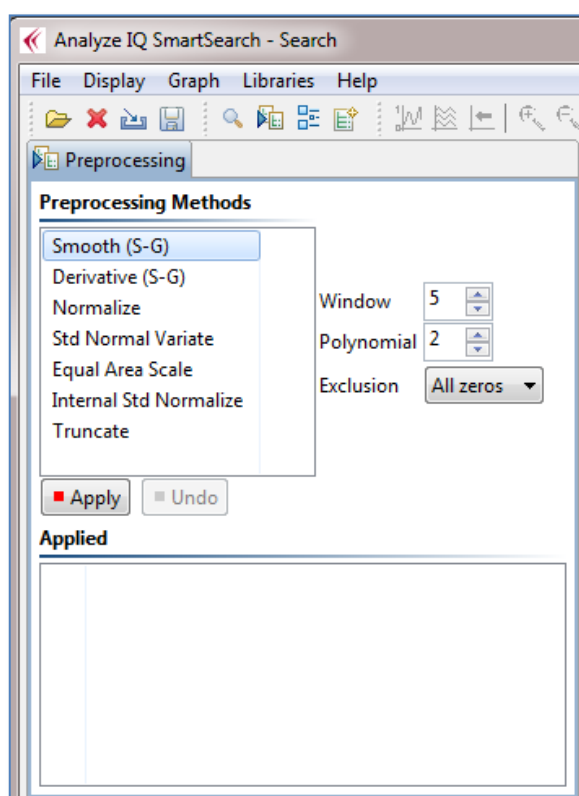 Analyze IQ SmartSearch - Search
File Display Graph Libraries Help
Preprocessing
Preprocessing Methods
Smooth (S-G)
Derivative (S-G)
Normalize
Std Normal Variate
Equal Area Scale
Internal Std Normalize
Truncate
Window 5
Polynomial 2
Exclusion All zeros
Apply Undo
Applied